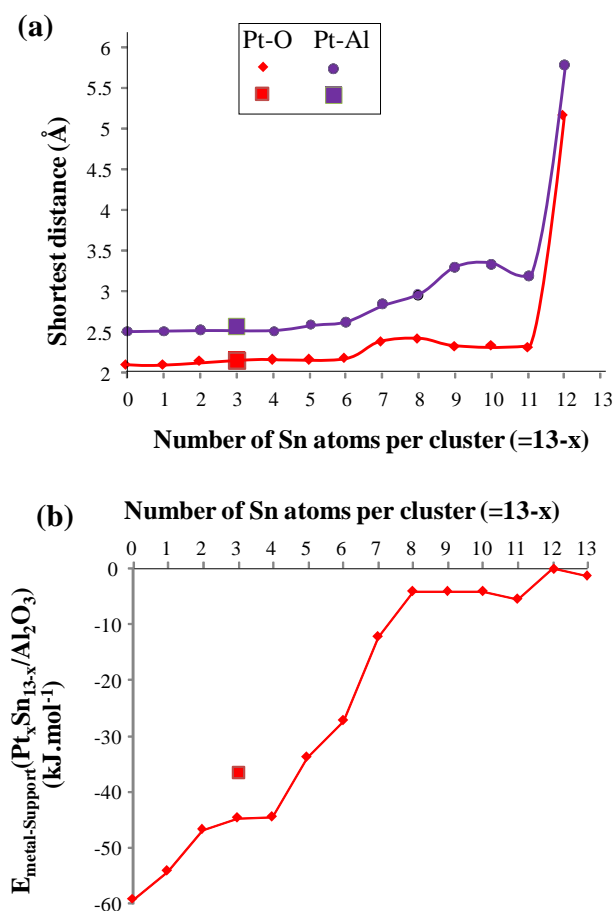 (a)
Pt-O Pt-Al
Shortest distance (Å)
6
5.5
5
4.5
4
3.5
3
2.5
2
0 1 2 3 4 5 6 7 8 9 10 11 12 13
Number of Sn atoms per cluster (=13-x)
(b)
Number of Sn atoms per cluster (=13-x)
0 1 2 3 4 5 6 7 8 9 10 11 12 13
E_metal-Support(Pt_xSn_13-x/Al_2O_3)
(kJ.mol^-1)
0
-10
-20
-30
-40
-50
-60